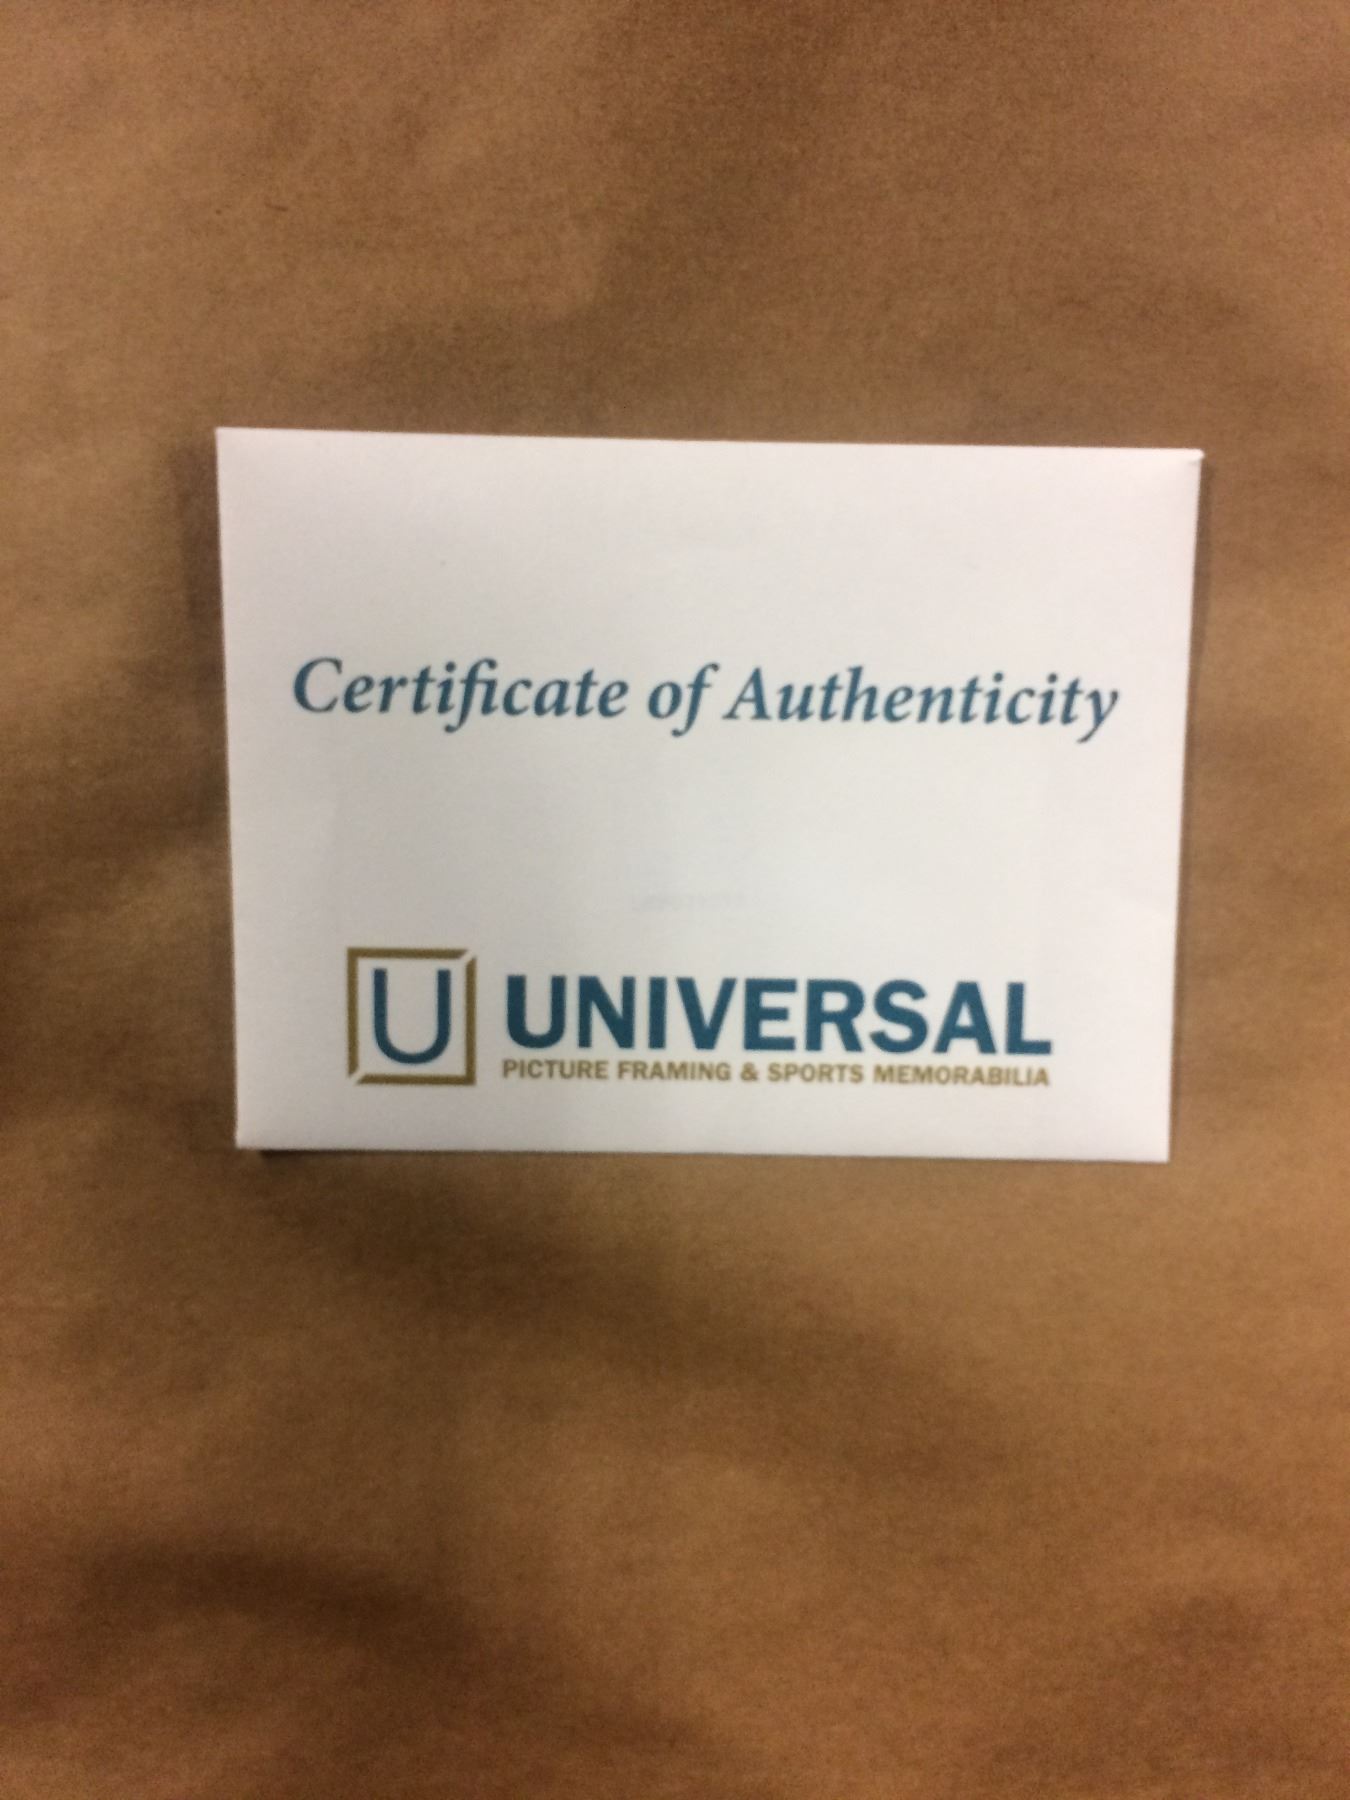 Certificate of Authenticity
U UNIVERSAL
PICTURE FRAMING & SPORTS MEMORABILIA